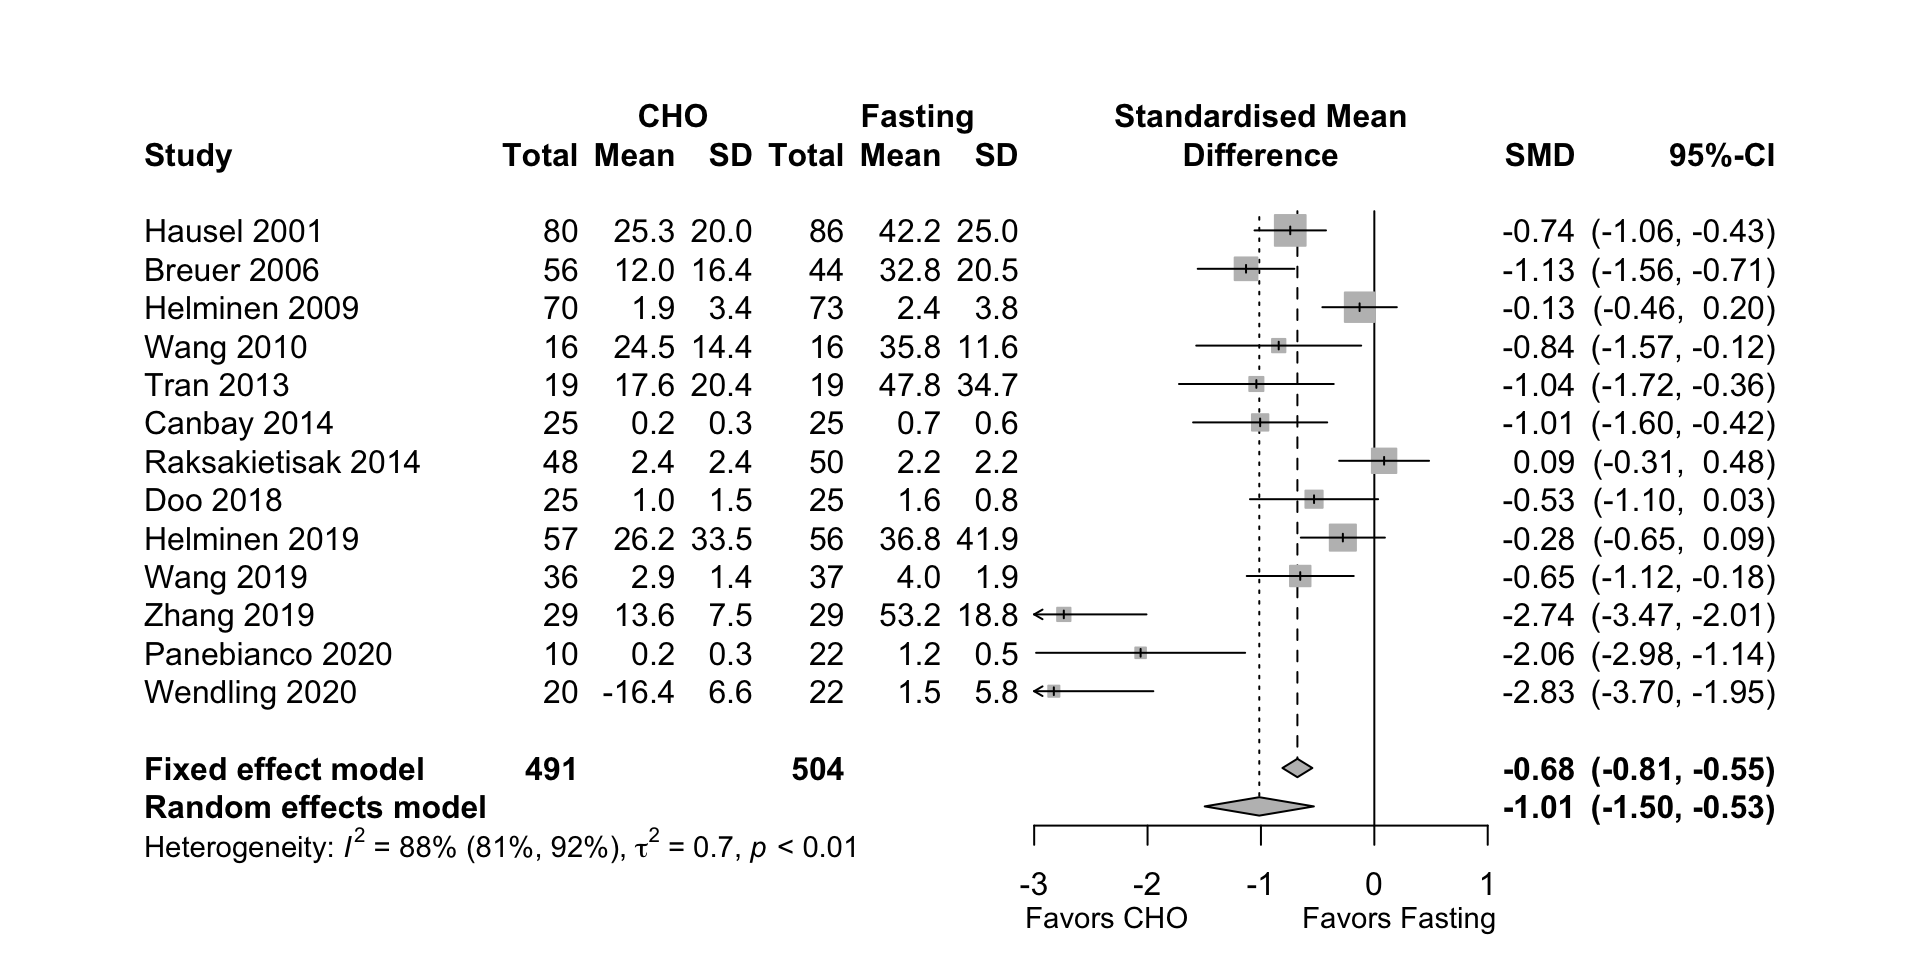 CHO Fasting Standardised Mean
Study Total Mean SD Total Mean SD Difference SMD 95%-CI
Hausel 2001 80 25.3 20.0 86 42.2 25.0 -0.74 (-1.06, -0.43)
Breuer 2006 56 12.0 16.4 44 32.8 20.5 -1.13 (-1.56, -0.71)
Helminen 2009 70 1.9 3.4 73 2.4 3.8 -0.13 (-0.46, 0.20)
Wang 2010 16 24.5 14.4 16 35.8 11.6 -0.84 (-1.57, -0.12)
Tran 2013 19 17.6 20.4 19 47.8 34.7 -1.04 (-1.72, -0.36)
Canbay 2014 25 0.2 0.3 25 0.7 0.6 -1.01 (-1.60, -0.42)
Raksakietisak 2014 48 2.4 2.4 50 2.2 2.2 0.09 (-0.31, 0.48)
Doo 2018 25 1.0 1.5 25 1.6 0.8 -0.53 (-1.10, 0.03)
Helminen 2019 57 26.2 33.5 56 36.8 41.9 -0.28 (-0.65, 0.09)
Wang 2019 36 2.9 1.4 37 4.0 1.9 -0.65 (-1.12, -0.18)
Zhang 2019 29 13.6 7.5 29 53.2 18.8 -2.74 (-3.47, -2.01)
Panebianco 2020 10 0.2 0.3 22 1.2 0.5 -2.06 (-2.98, -1.14)
Wendling 2020 20 -16.4 6.6 22 1.5 5.8 -2.83 (-3.70, -1.95)
Fixed effect model 491 504 -0.68 (-0.81, -0.55)
Random effects model -1.01 (-1.50, -0.53)
Heterogeneity: I² = 88% (81%, 92%), τ² = 0.7, p < 0.01
-3 -2 -1 0 1
Favors CHO Favors Fasting